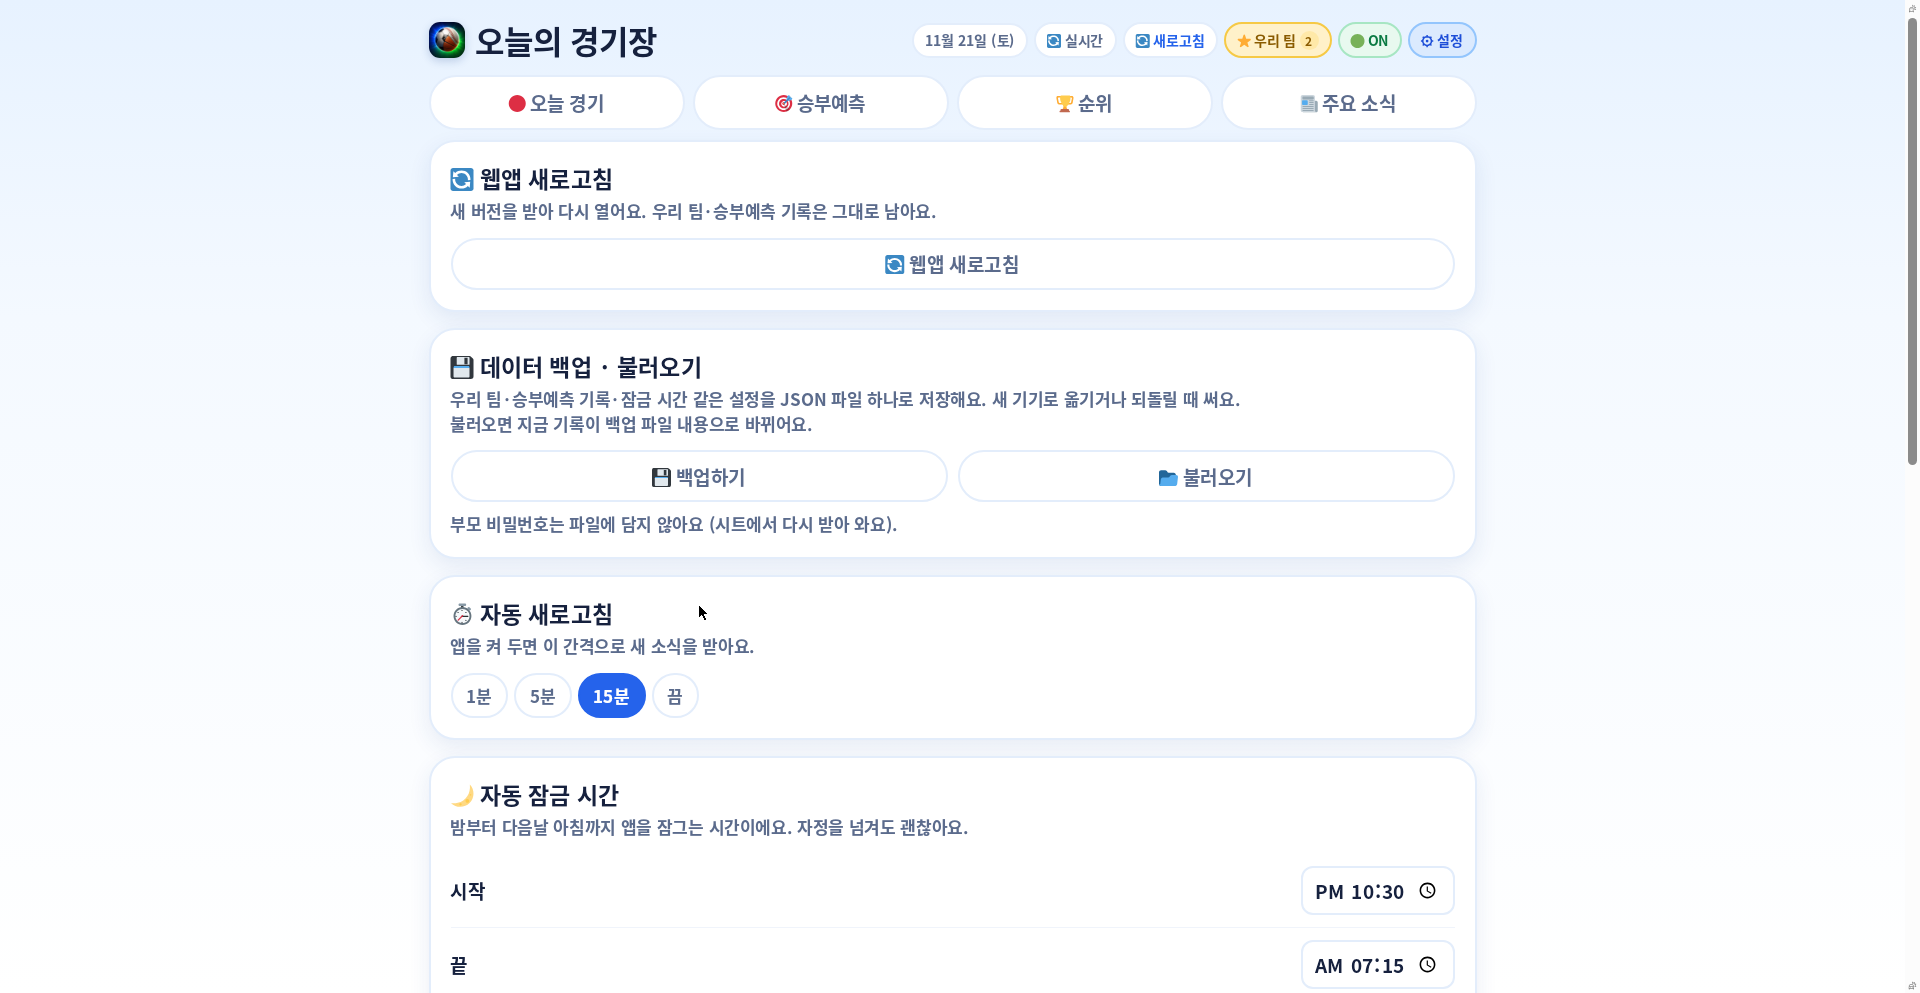 오늘의 경기장
11월 21일 (토)
실시간
새로고침
우리 팀 2
ON
설정
오늘 경기
승부예측
순위
주요 소식
웹앱 새로고침
새 버전을 받아 다시 열어요. 우리 팀·승부예측 기록은 그대로 남아요.
웹앱 새로고침
데이터 백업 · 불러오기
우리 팀·승부예측 기록·잠금 시간 같은 설정을 JSON 파일 하나로 저장해요. 새 기기로 옮기거나 되돌릴 때 써요.
불러오면 지금 기록이 백업 파일 내용으로 바뀌어요.
백업하기
불러오기
부모 비밀번호는 파일에 담지 않아요 (시트에서 다시 받아 와요).
자동 새로고침
앱을 켜 두면 이 간격으로 새 소식을 받아요.
1분
5분
15분
끔
자동 잠금 시간
밤부터 다음날 아침까지 앱을 잠그는 시간이에요. 자정을 넘겨도 괜찮아요.
시작
PM 10:30
끝
AM 07:15